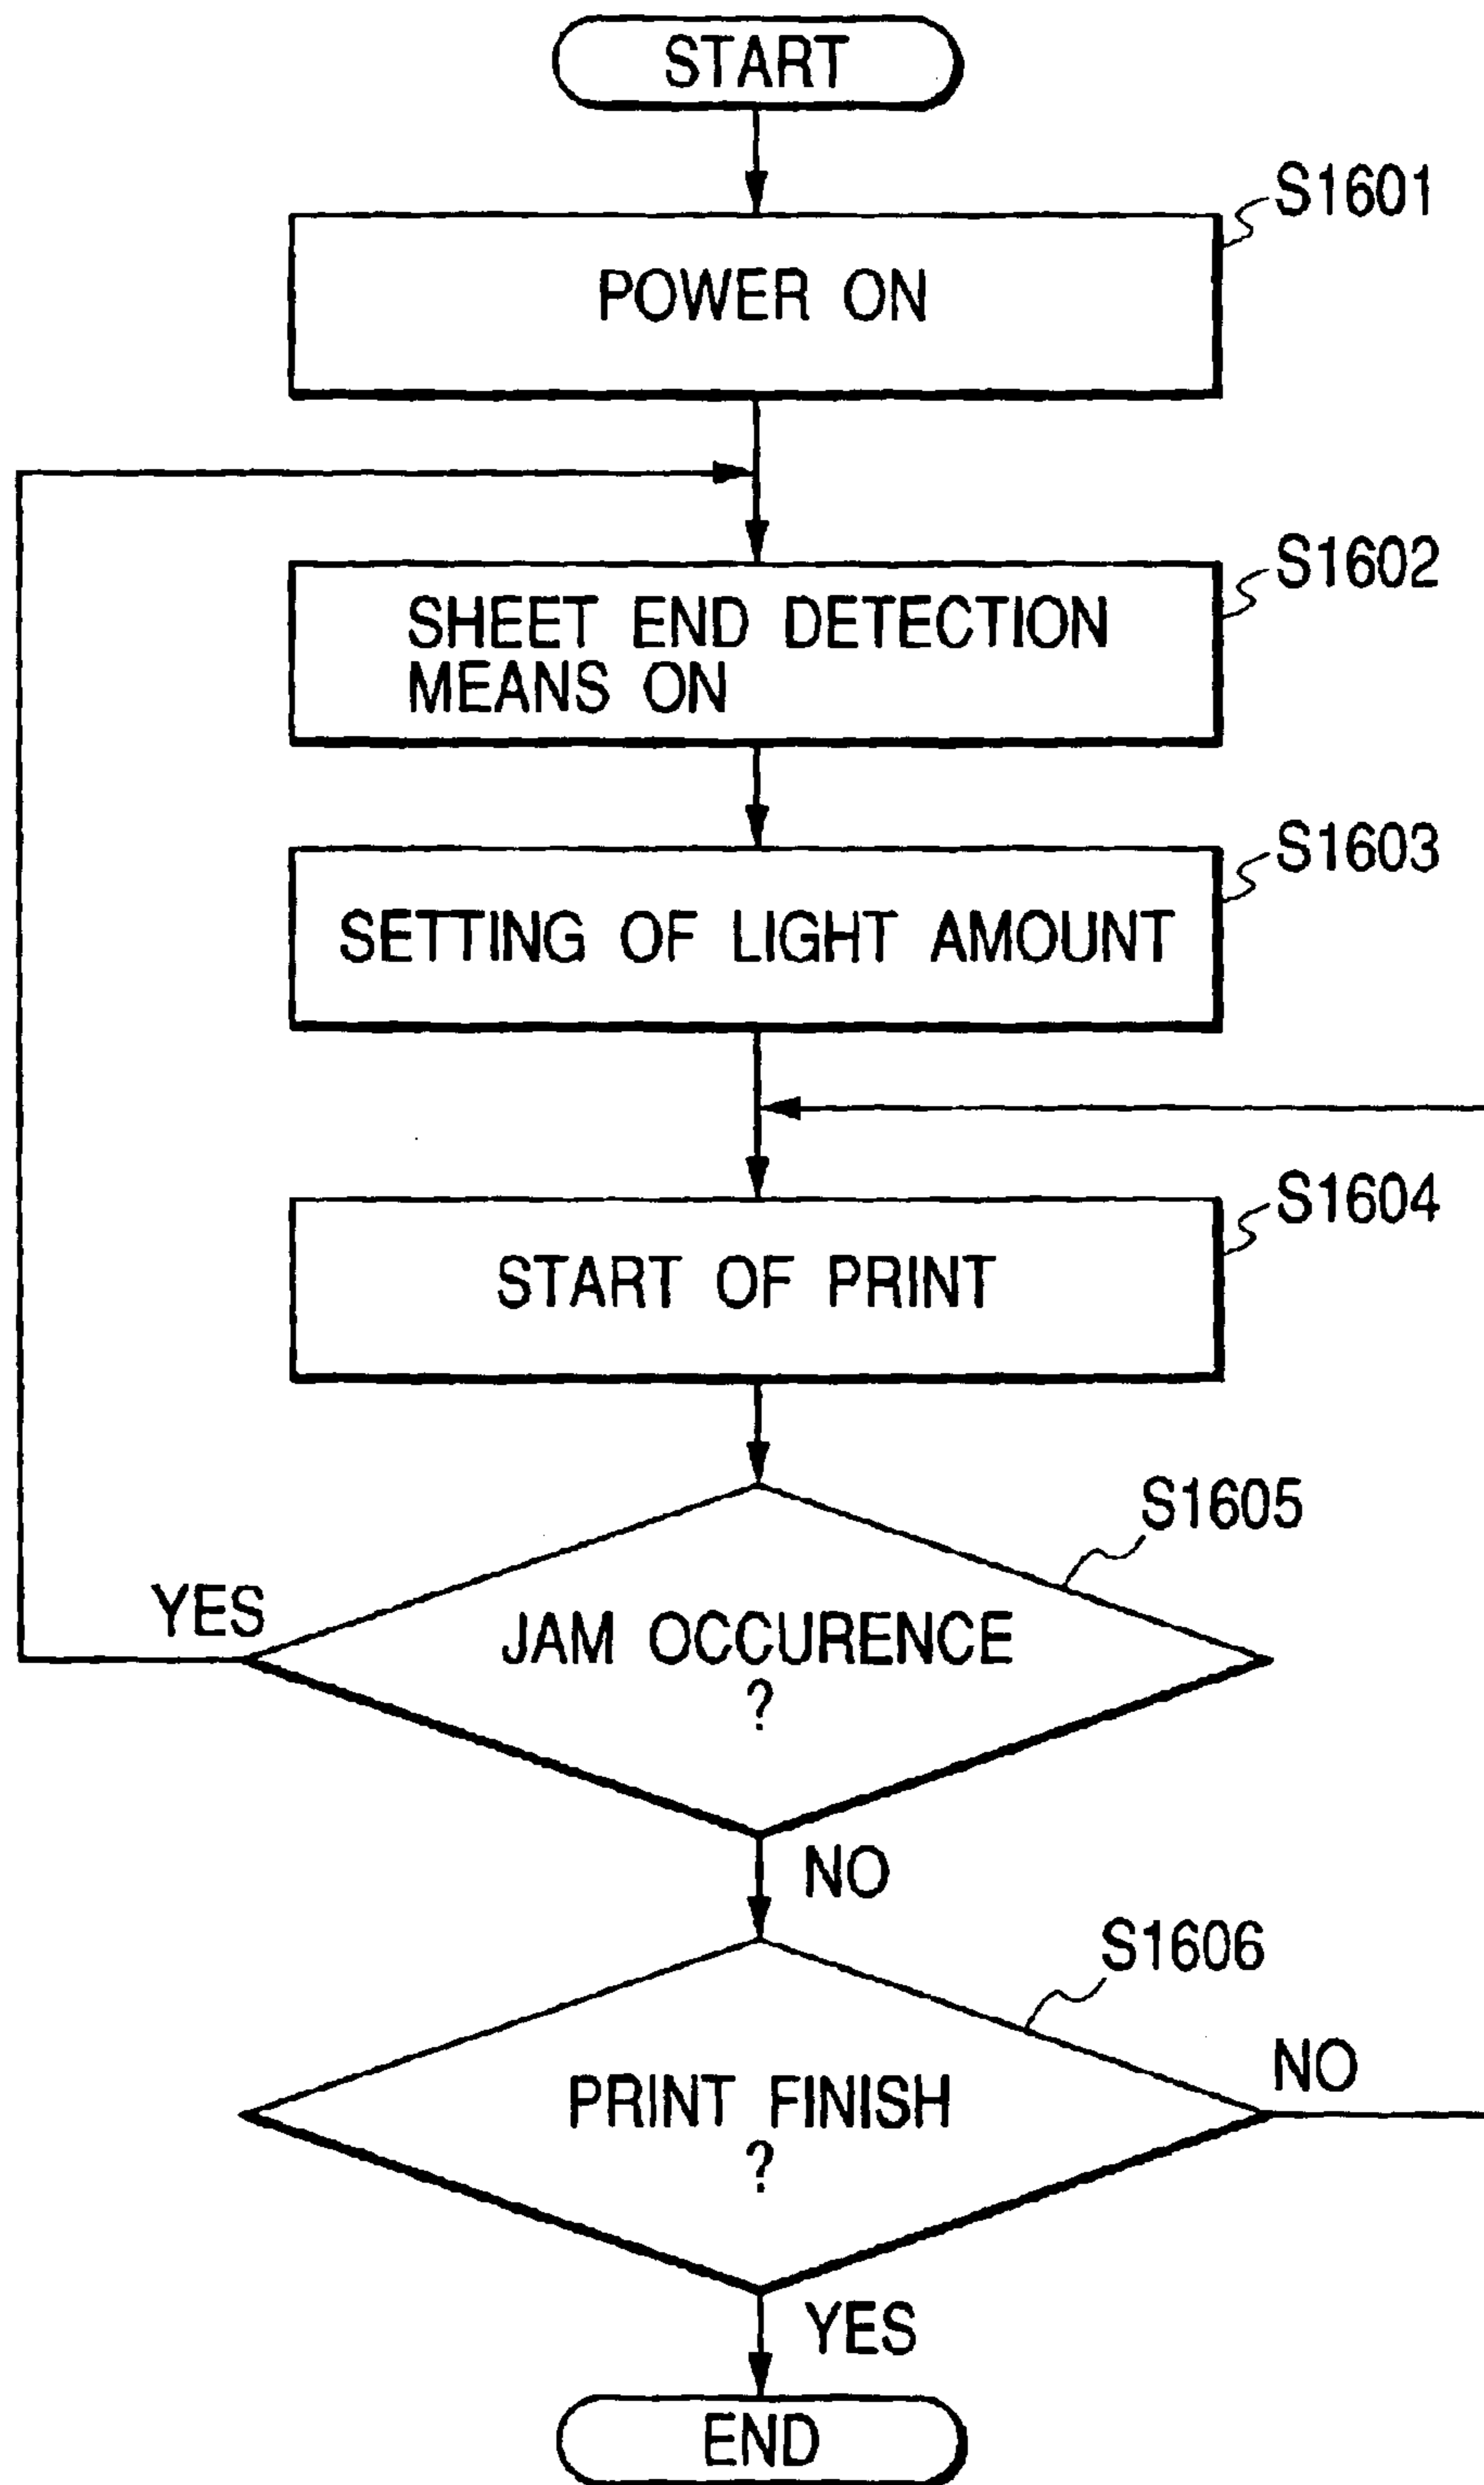 START
S1601
POWER ON
S1602
SHEET END DETECTION
MEANS ON
S1603
SETTING OF LIGHT AMOUNT
S1604
START OF PRINT
S1605
YES
JAM OCCURENCE
?
NO
S1606
NO
PRINT FINISH
?
YES
END